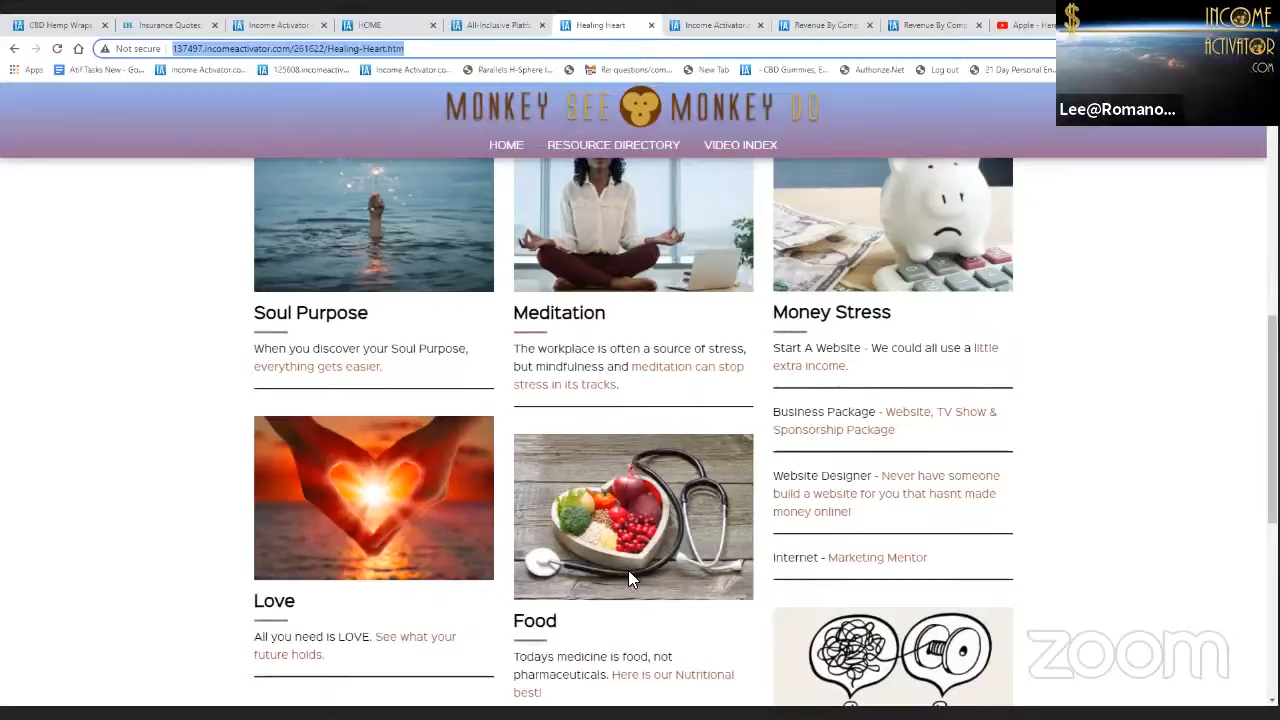 CBD Hemp Wraps
Insurance Quotes;
Income Activator -
HOME
All-Inclusive Platfo
Healing Heart
Income Activator.c
Revenue By Comp
Revenue By Comp
Apple - Her
Not secure
137497.incomeactivator.com/261622/Healing-Heart.htm
Apps
Atif Tasks New - Go...
Income Activator.co...
125608.incomeactiv...
Income Activator.co...
Parallels H-Sphere I...
Re: questions/com...
New Tab
- CBD Gummies, E...
Authonze.Net
Log out
21 Day Personal En...
INCOME
ACTIVATOR
.COM
Lee@Romano...
MONKEY SEE MONKEY DO
HOME
RESOURCE DIRECTORY
VIDEO INDEX
Soul Purpose
When you discover your Soul Purpose,
everything gets easier.
Love
All you need is LOVE. See what your
future holds.
Meditation
The workplace is often a source of stress,
but mindfulness and meditation can stop
stress in its tracks.
Food
Todays medicine is food, not
pharmaceuticals. Here is our Nutritional
best!
Money Stress
Start A Website - We could all use a little
extra income.
Business Package - Website, TV Show &
Sponsorship Package
Website Designer - Never have someone
build a website for you that hasnt made
money online!
Internet - Marketing Mentor
zoom